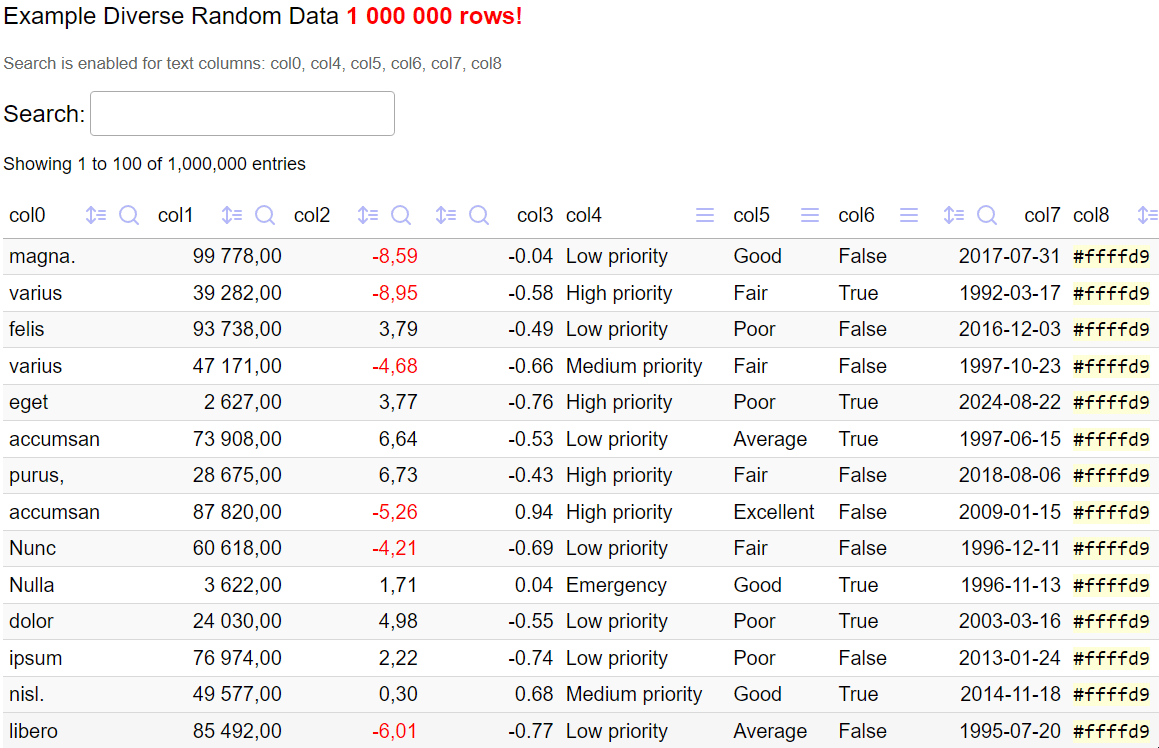 Example Diverse Random Data 1 000 000 rows!
Search is enabled for text columns: col0, col4, col5, col6, col7, col8
Search:
Showing 1 to 100 of 1,000,000 entries
col0 col1 col2 col3 col4 col5 col6 col7 col8
magna. 99 778,00 -8,59 -0.04 Low priority Good False 2017-07-31 #ffffd9
varius 39 282,00 -8,95 -0.58 High priority Fair True 1992-03-17 #ffffd9
felis 93 738,00 3,79 -0.49 Low priority Poor False 2016-12-03 #ffffd9
varius 47 171,00 -4,68 -0.66 Medium priority Fair False 1997-10-23 #ffffd9
eget 2 627,00 3,77 -0.76 High priority Poor True 2024-08-22 #ffffd9
accumsan 73 908,00 6,64 -0.53 Low priority Average True 1997-06-15 #ffffd9
purus, 28 675,00 6,73 -0.43 High priority Fair False 2018-08-06 #ffffd9
accumsan 87 820,00 -5,26 0.94 High priority Excellent False 2009-01-15 #ffffd9
Nunc 60 618,00 -4,21 -0.69 Low priority Fair False 1996-12-11 #ffffd9
Nulla 3 622,00 1,71 0.04 Emergency Good True 1996-11-13 #ffffd9
dolor 24 030,00 4,98 -0.55 Low priority Poor True 2003-03-16 #ffffd9
ipsum 76 974,00 2,22 -0.74 Low priority Poor False 2013-01-24 #ffffd9
nisl. 49 577,00 0,30 0.68 Medium priority Good True 2014-11-18 #ffffd9
libero 85 492,00 -6,01 -0.77 Low priority Average False 1995-07-20 #ffffd9